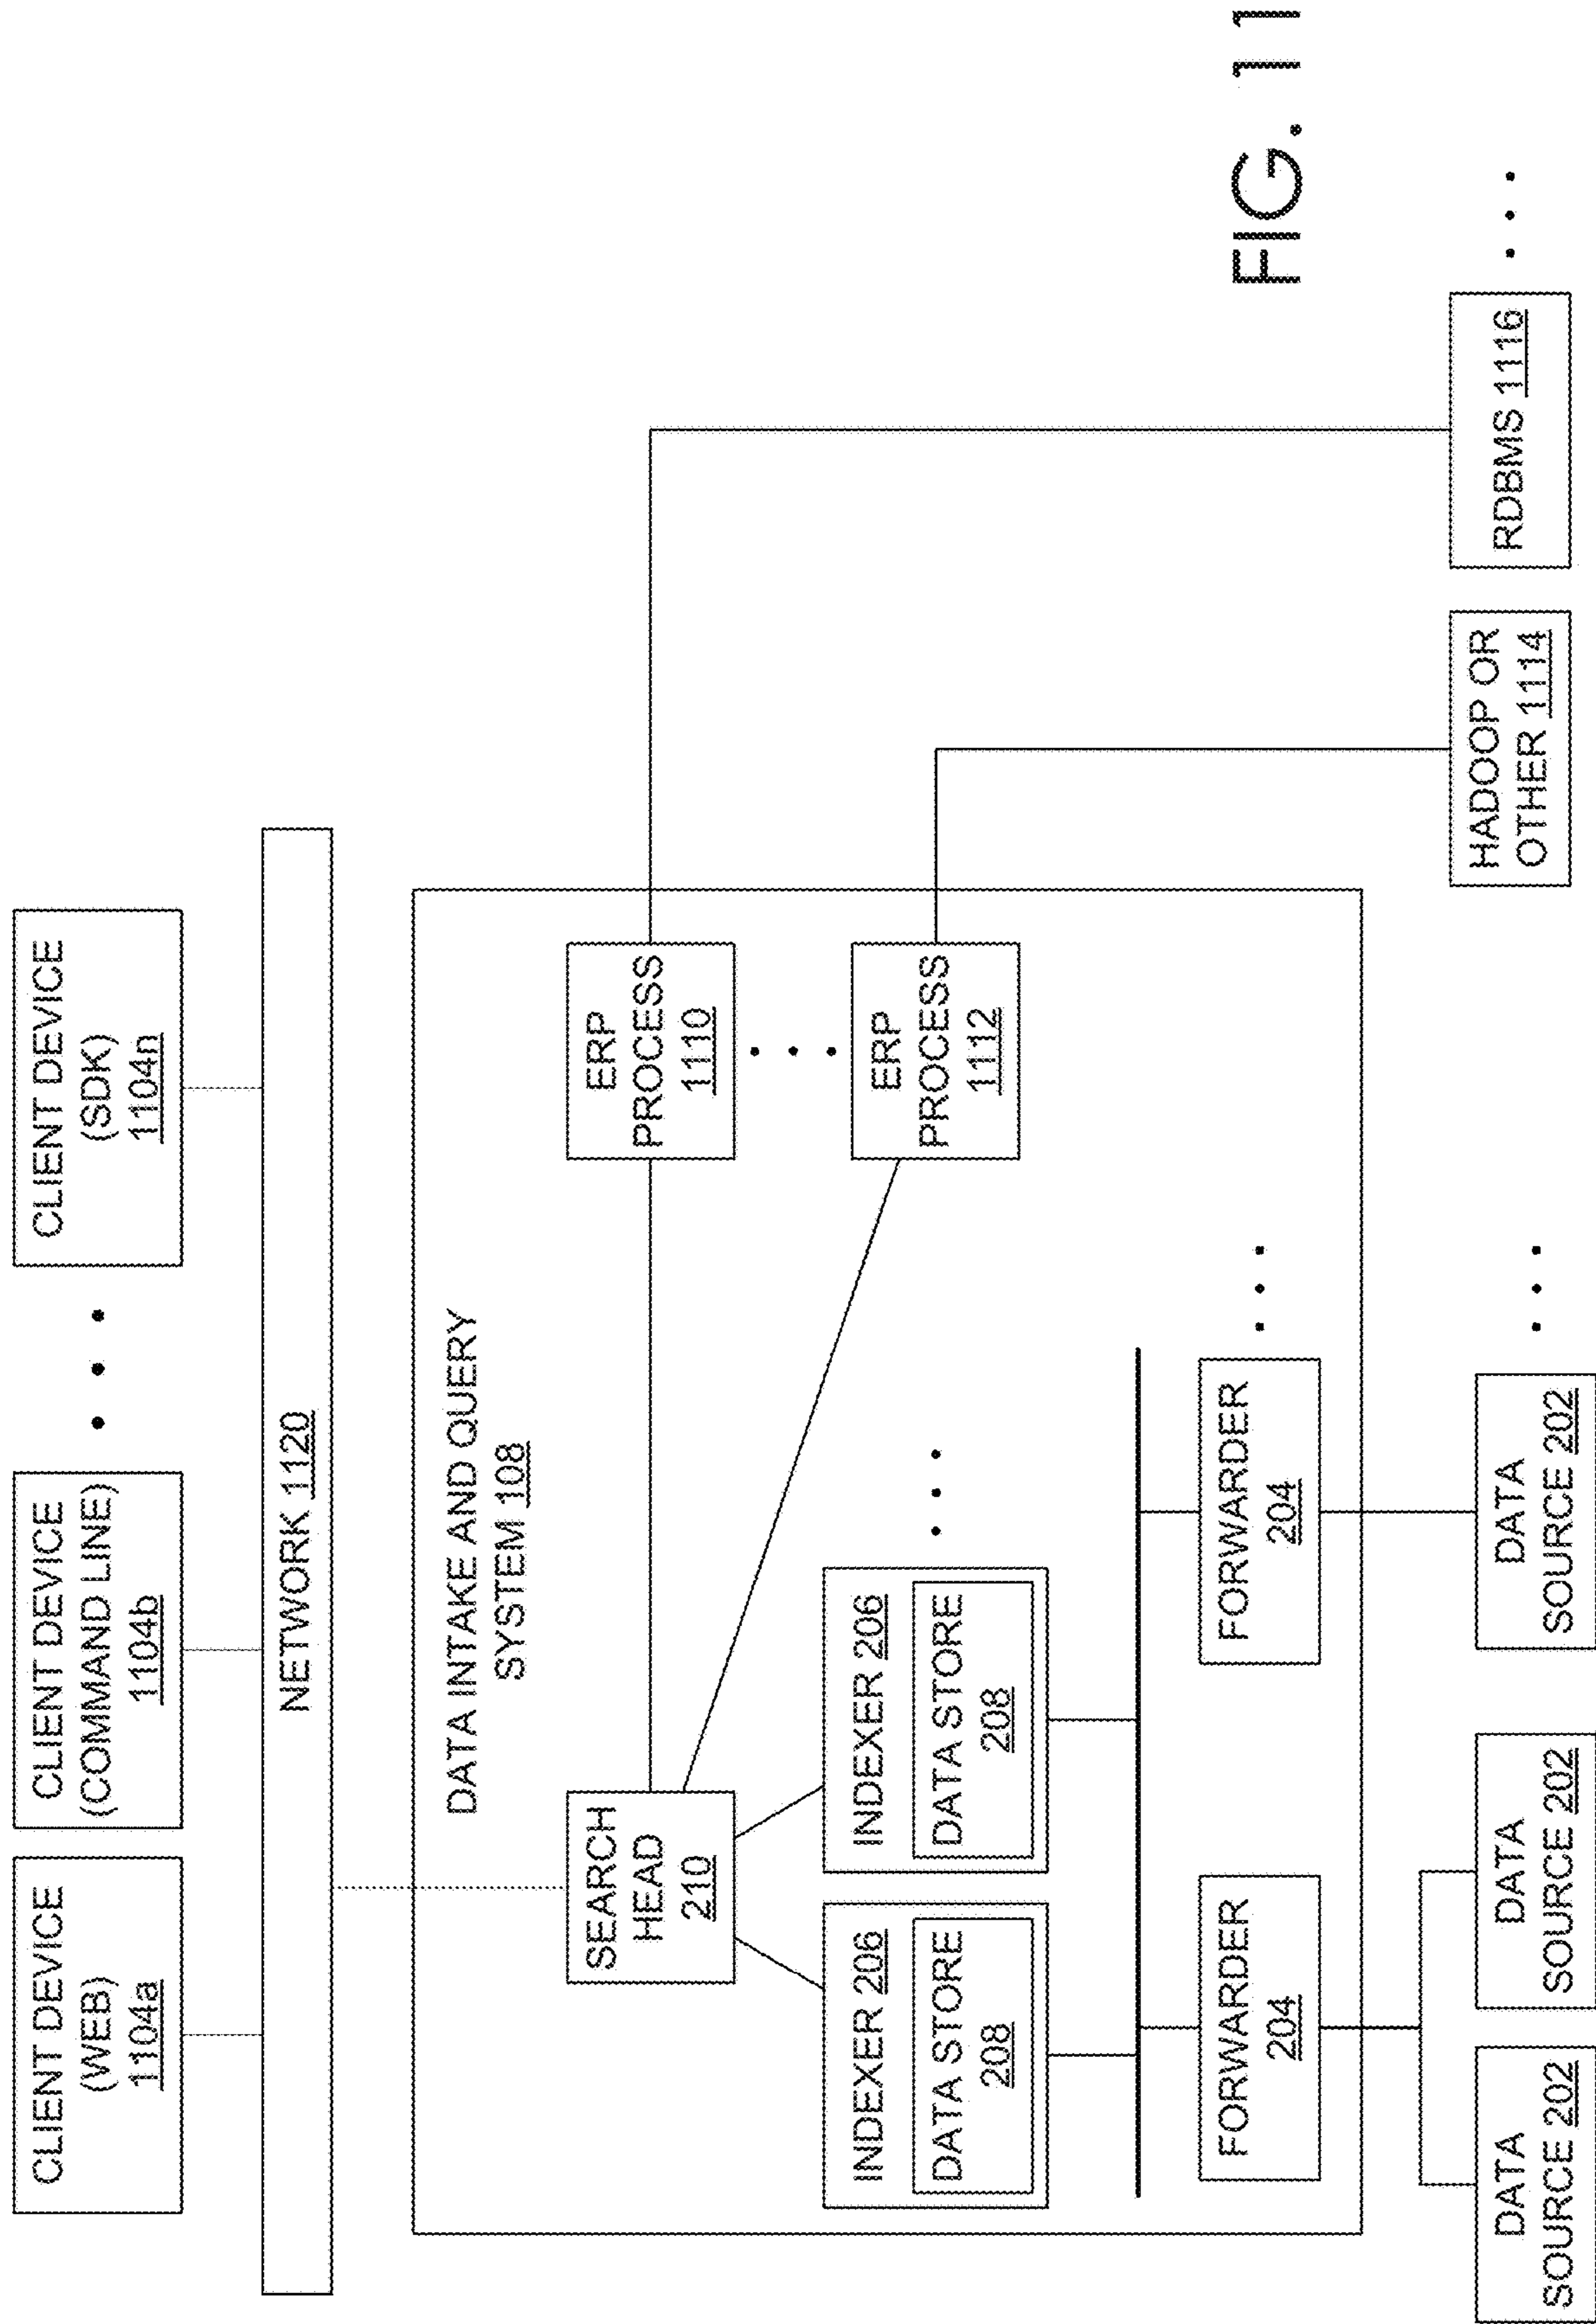 CLIENT DEVICE
(WEB)
1104a
CLIENT DEVICE
(COMMAND LINE)
1104b
CLIENT DEVICE
(SDK)
1104n
NETWORK 1120
DATA INTAKE AND QUERY
SYSTEM 108
SEARCH
HEAD
210
ERP
PROCESS
1110
ERP
PROCESS
1112
INDEXER 206
DATA STORE
208
INDEXER 206
DATA STORE
208
FORWARDER
204
FORWARDER
204
DATA
SOURCE 202
DATA
SOURCE 202
DATA
SOURCE 202
HADOOP OR
OTHER 1114
RDBMS 1116
FIG. 11